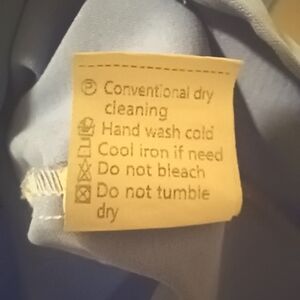 Ⓟ Conventional dry
cleaning
Hand wash cold
Cool iron if need
Do not bleach
Do not tumble
dry